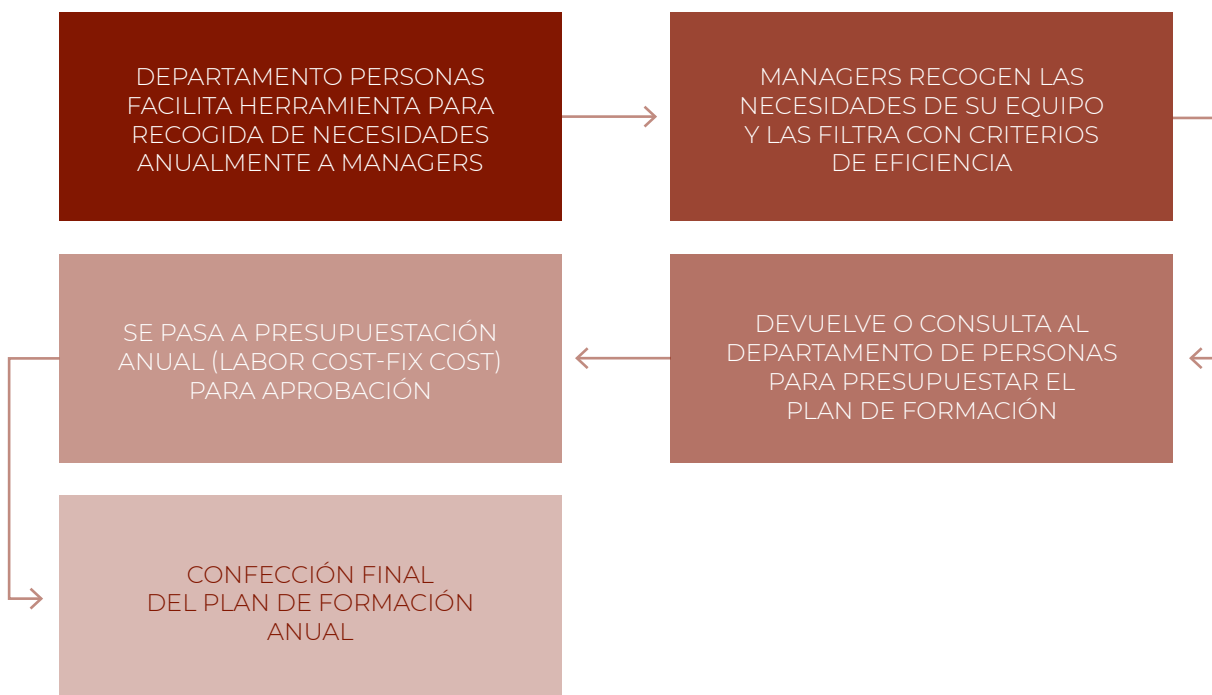 DEPARTAMENTO PERSONAS
FACILITA HERRAMIENTA PARA
RECOGIDA DE NECESIDADES
ANUALMENTE A MANAGERS
MANAGERS RECOGEN LAS
NECESIDADES DE SU EQUIPO
Y LAS FILTRA CON CRITERIOS
DE EFICIENCIA
DEVUELVE O CONSULTA AL
DEPARTAMENTO DE PERSONAS
PARA PRESUPUESTAR EL
PLAN DE FORMACIÓN
SE PASA A PRESUPUESTACIÓN
ANUAL (LABOR COST-FIX COST)
PARA APROBACIÓN
CONFECCIÓN FINAL
DEL PLAN DE FORMACIÓN
ANUAL